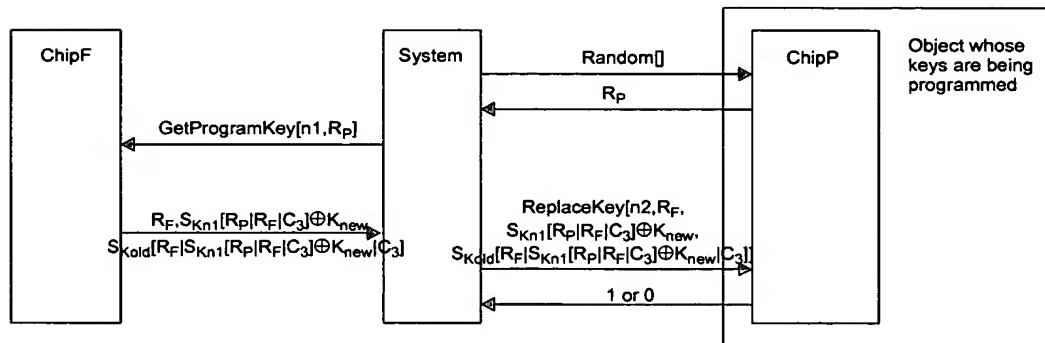 ChipF
System
ChipP
Object whose
keys are being
programmed
Random[]
R_P
GetProgramKey[n1,R_P]
R_F,S_Kn1[R_P|R_F|C_3]⊕K_new,
S_Kold[R_F|S_Kn1[R_P|R_F|C_3]⊕K_new|C_3]
ReplaceKey[n2,R_F,
S_Kn1[R_P|R_F|C_3]⊕K_new,
S_Kold[R_F|S_Kn1[R_P|R_F|C_3]⊕K_new|C_3]]
1 or 0